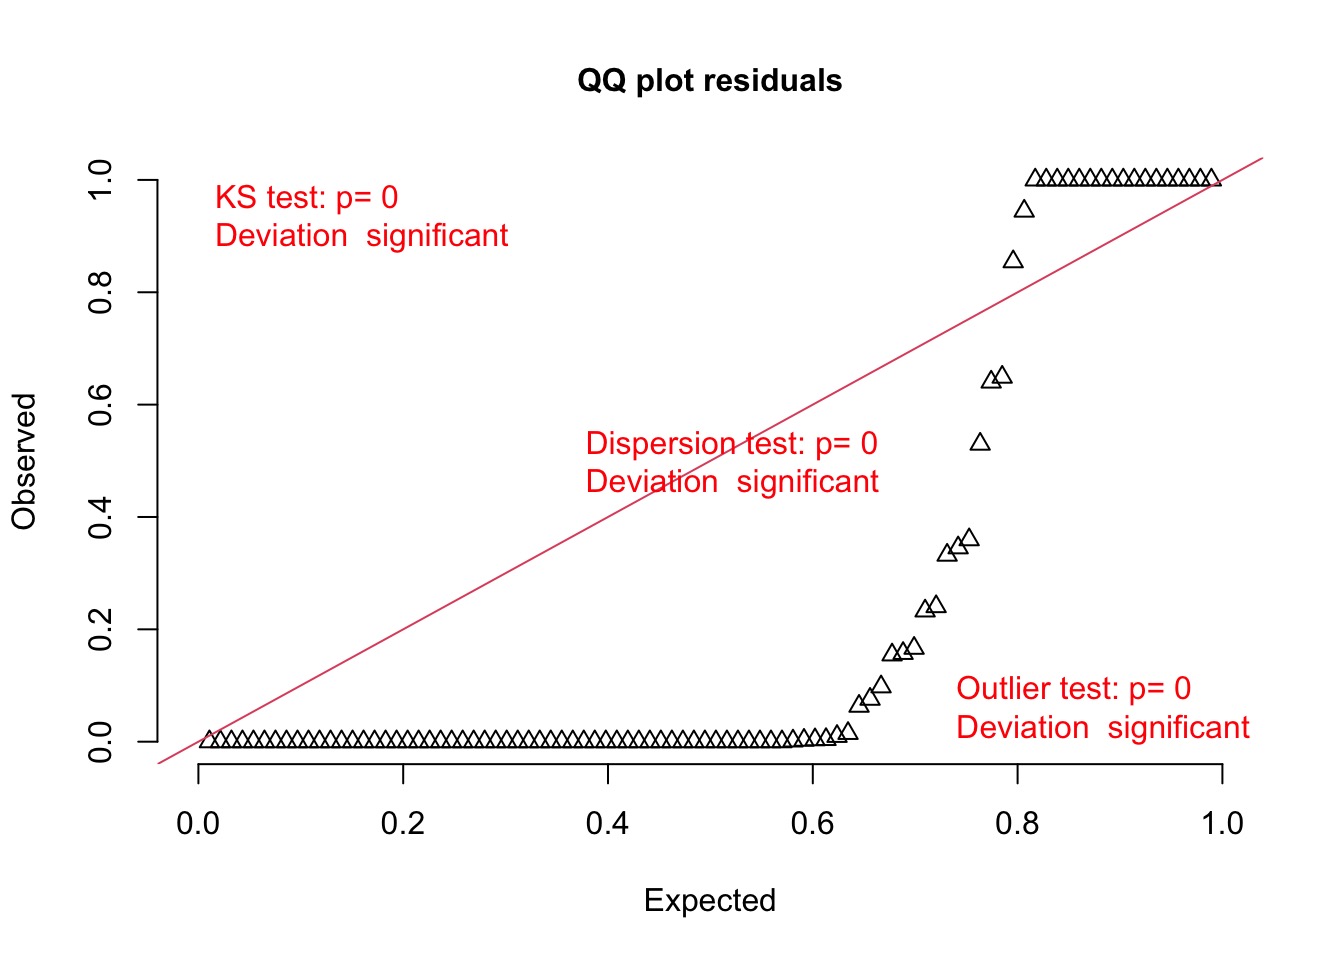 QQ plot residuals
KS test: p= 0
Deviation  significant
Dispersion test: p= 0
Deviation  significant
Outlier test: p= 0
Deviation  significant
Observed
0.0
0.2
0.4
0.6
0.8
1.0
0.0 0.2 0.4 0.6 0.8 1.0
Expected